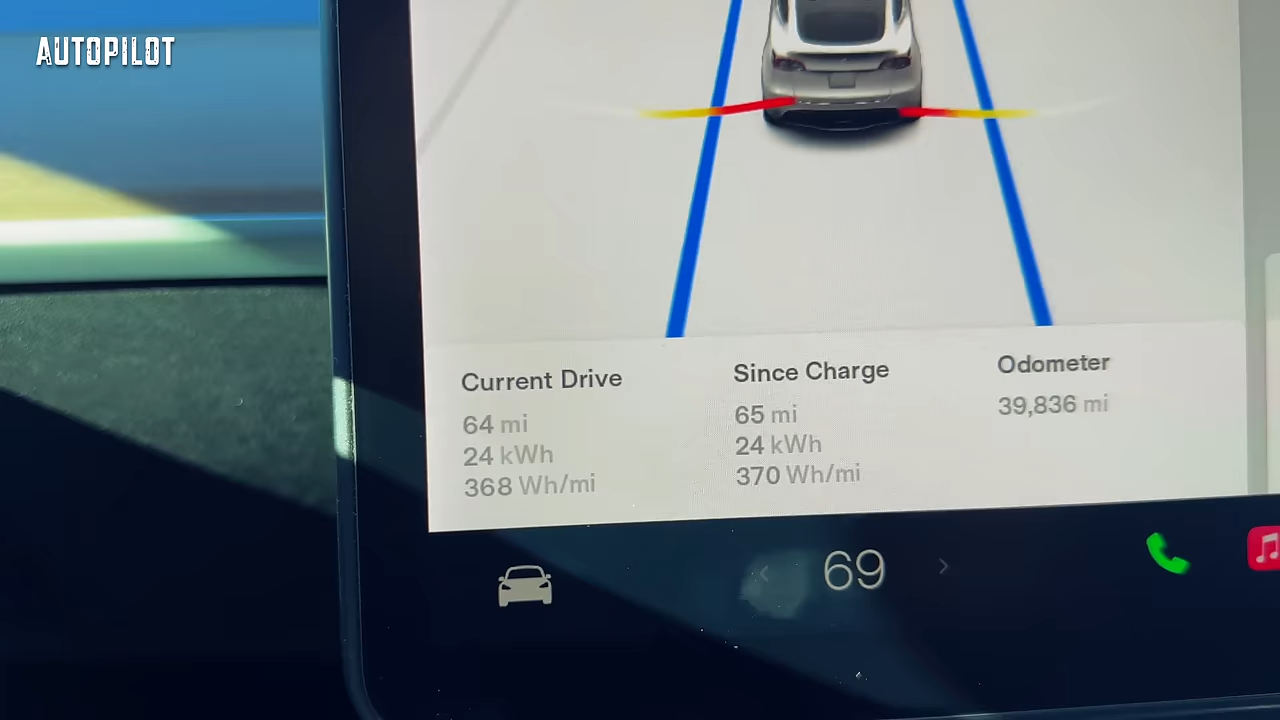 AUTOPILOT
Current Drive
64 mi
24 kWh
368 Wh/mi
Since Charge
65 mi
24 kWh
370 Wh/mi
Odometer
39,836 mi
69